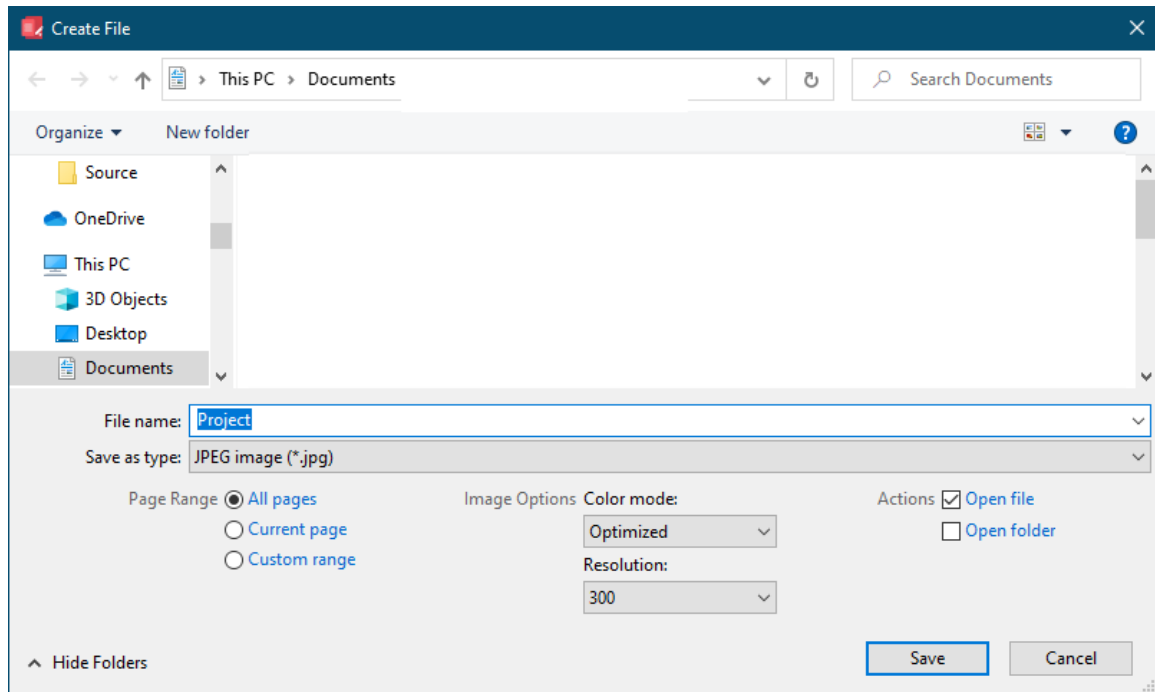 Create File
This PC > Documents
Search Documents
Organize
New folder
?
Source
OneDrive
This PC
3D Objects
Desktop
Documents
File name: Project
Save as type: JPEG image (*.jpg)
Page Range All pages
Current page
Custom range
Image Options Color mode:
Optimized
Resolution:
300
Actions Open file
Open folder
Hide Folders
Save
Cancel